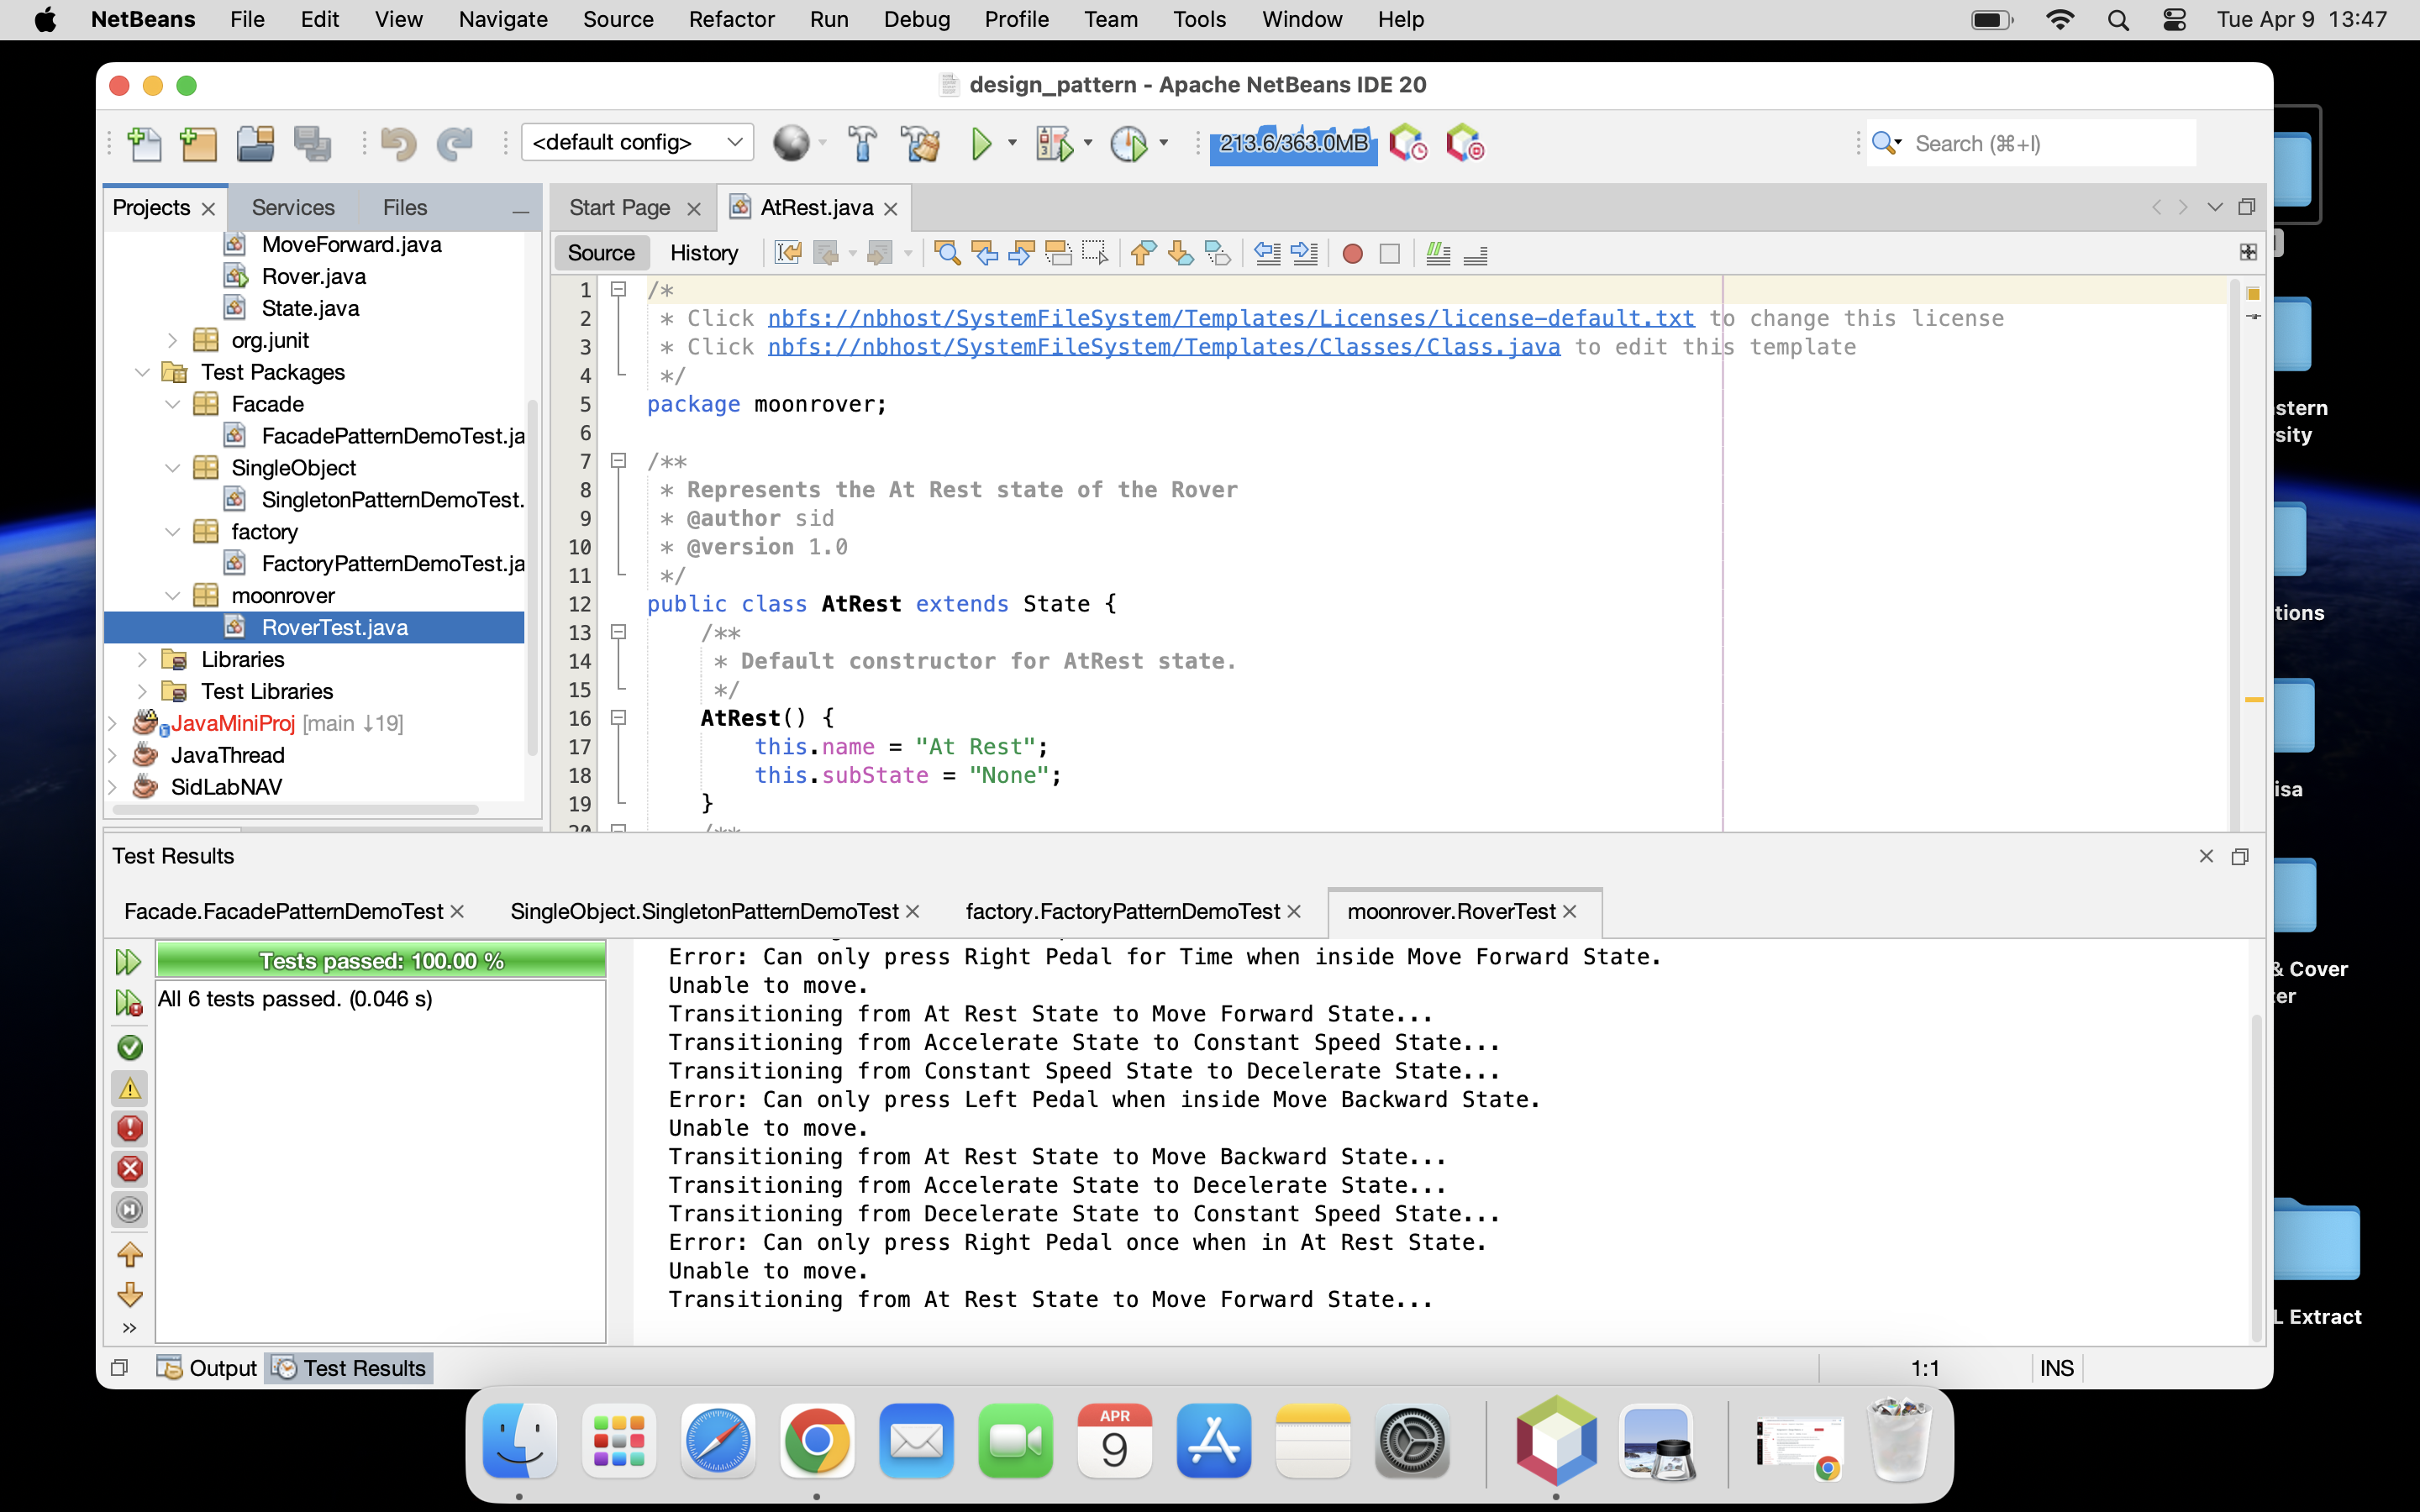 NetBeans File Edit View Navigate Source Refactor Run Debug Profile Team Tools Window Help Tue Apr 9 13:47
design_pattern - Apache NetBeans IDE 20
<default config> 213.6/363.0MB Search (⌘+I)
Projects Services Files
MoveForward.java
Rover.java
State.java
org.junit
Test Packages
Facade
FacadePatternDemoTest.ja
SingleObject
SingletonPatternDemoTest.
factory
FactoryPatternDemoTest.ja
moonrover
RoverTest.java
Libraries
Test Libraries
JavaMiniProj [main ↓19]
JavaThread
SidLabNAV
Start Page AtRest.java
Source History
1 /*
2 * Click nbfs://nbhost/SystemFileSystem/Templates/Licenses/license-default.txt to change this license
3 * Click nbfs://nbhost/SystemFileSystem/Templates/Classes/Class.java to edit this template
4 */
5 package moonrover;
6
7 /**
8 * Represents the At Rest state of the Rover
9 * @author sid
10 * @version 1.0
11 */
12 public class AtRest extends State {
13 /**
14 * Default constructor for AtRest state.
15 */
16 AtRest() {
17 this.name = "At Rest";
18 this.subState = "None";
19 }
20 /**
Test Results
Facade.FacadePatternDemoTest SingleObject.SingletonPatternDemoTest factory.FactoryPatternDemoTest moonrover.RoverTest
Tests passed: 100.00 %
All 6 tests passed. (0.046 s)
Error: Can only press Right Pedal for Time when inside Move Forward State.
Unable to move.
Transitioning from At Rest State to Move Forward State...
Transitioning from Accelerate State to Constant Speed State...
Transitioning from Constant Speed State to Decelerate State...
Error: Can only press Left Pedal when inside Move Backward State.
Unable to move.
Transitioning from At Rest State to Move Backward State...
Transitioning from Accelerate State to Decelerate State...
Transitioning from Decelerate State to Constant Speed State...
Error: Can only press Right Pedal once when in At Rest State.
Unable to move.
Transitioning from At Rest State to Move Forward State...
Output Test Results 1:1 INS
stern
rsity
tions
isa
& Cover
ter
L Extract
APR
9